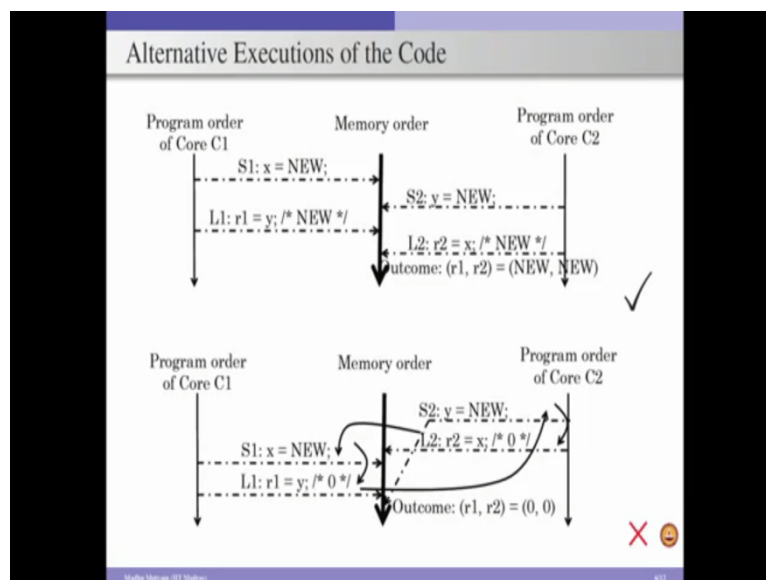 Alternative Executions of the Code
Program order
of Core C1
Memory order
Program order
of Core C2
S1: x = NEW;
S2: y = NEW;
L1: r1 = y; /* NEW */
L2: r2 = x; /* NEW */
Outcome: (r1, r2) = (NEW, NEW)
Program order
of Core C1
Memory order
Program order
of Core C2
S2: y = NEW;
L2: r2 = x; /* 0 */
S1: x = NEW;
L1: r1 = y; /* 0 */
Outcome: (r1, r2) = (0, 0)